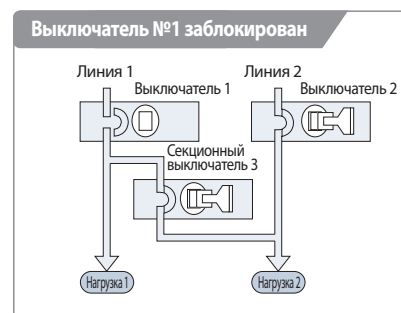 Выключатель №1 заблокирован
Линия 1
Линия 2
Выключатель 1
Выключатель 2
Секционный
выключатель 3
Нагрузка 1
Нагрузка 2